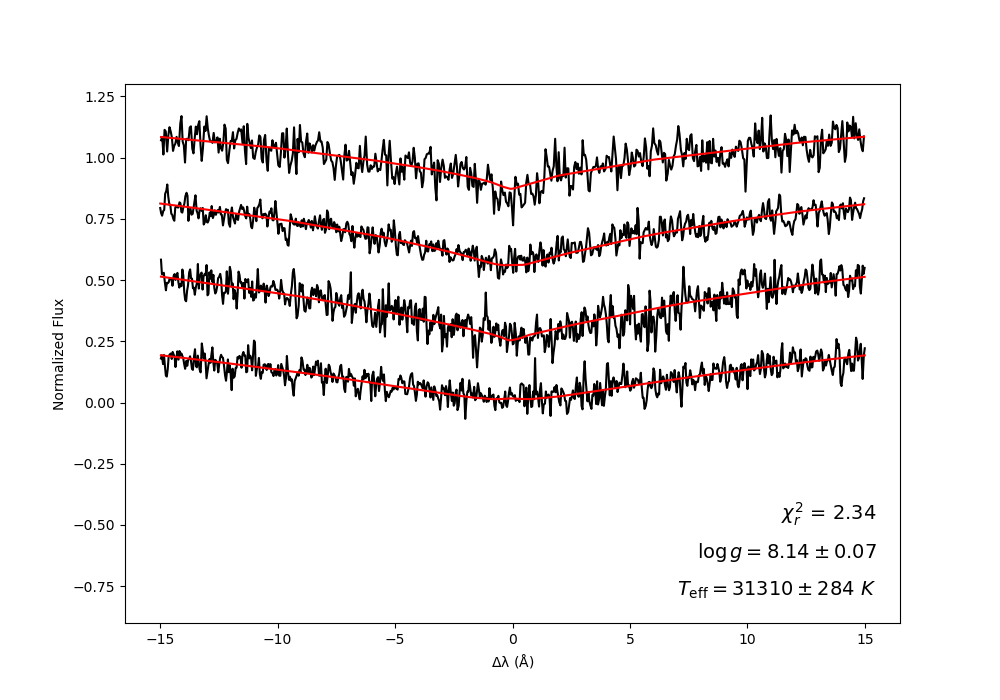 1.25
1.00
0.75
0.50
0.25
0.00
−0.25
−0.50
−0.75
Normalized Flux
χ²ᵣ = 2.34
log g = 8.14 ± 0.07
T_eff = 31310 ± 284 K
−15 −10 −5 0 5 10 15
Δλ (Å)